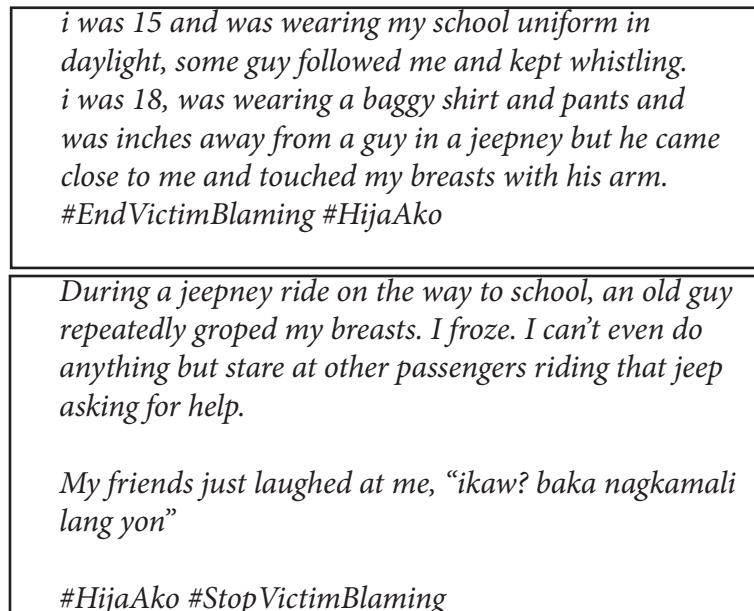 i was 15 and was wearing my school uniform in
daylight, some guy followed me and kept whistling.
i was 18, was wearing a baggy shirt and pants and
was inches away from a guy in a jeepney but he came
close to me and touched my breasts with his arm.
#EndVictimBlaming #HijaAko
During a jeepney ride on the way to school, an old guy
repeatedly groped my breasts. I froze. I can’t even do
anything but stare at other passengers riding that jeep
asking for help.
My friends just laughed at me, “ikaw? baka nagkamali
lang yon”
#HijaAko #StopVictimBlaming